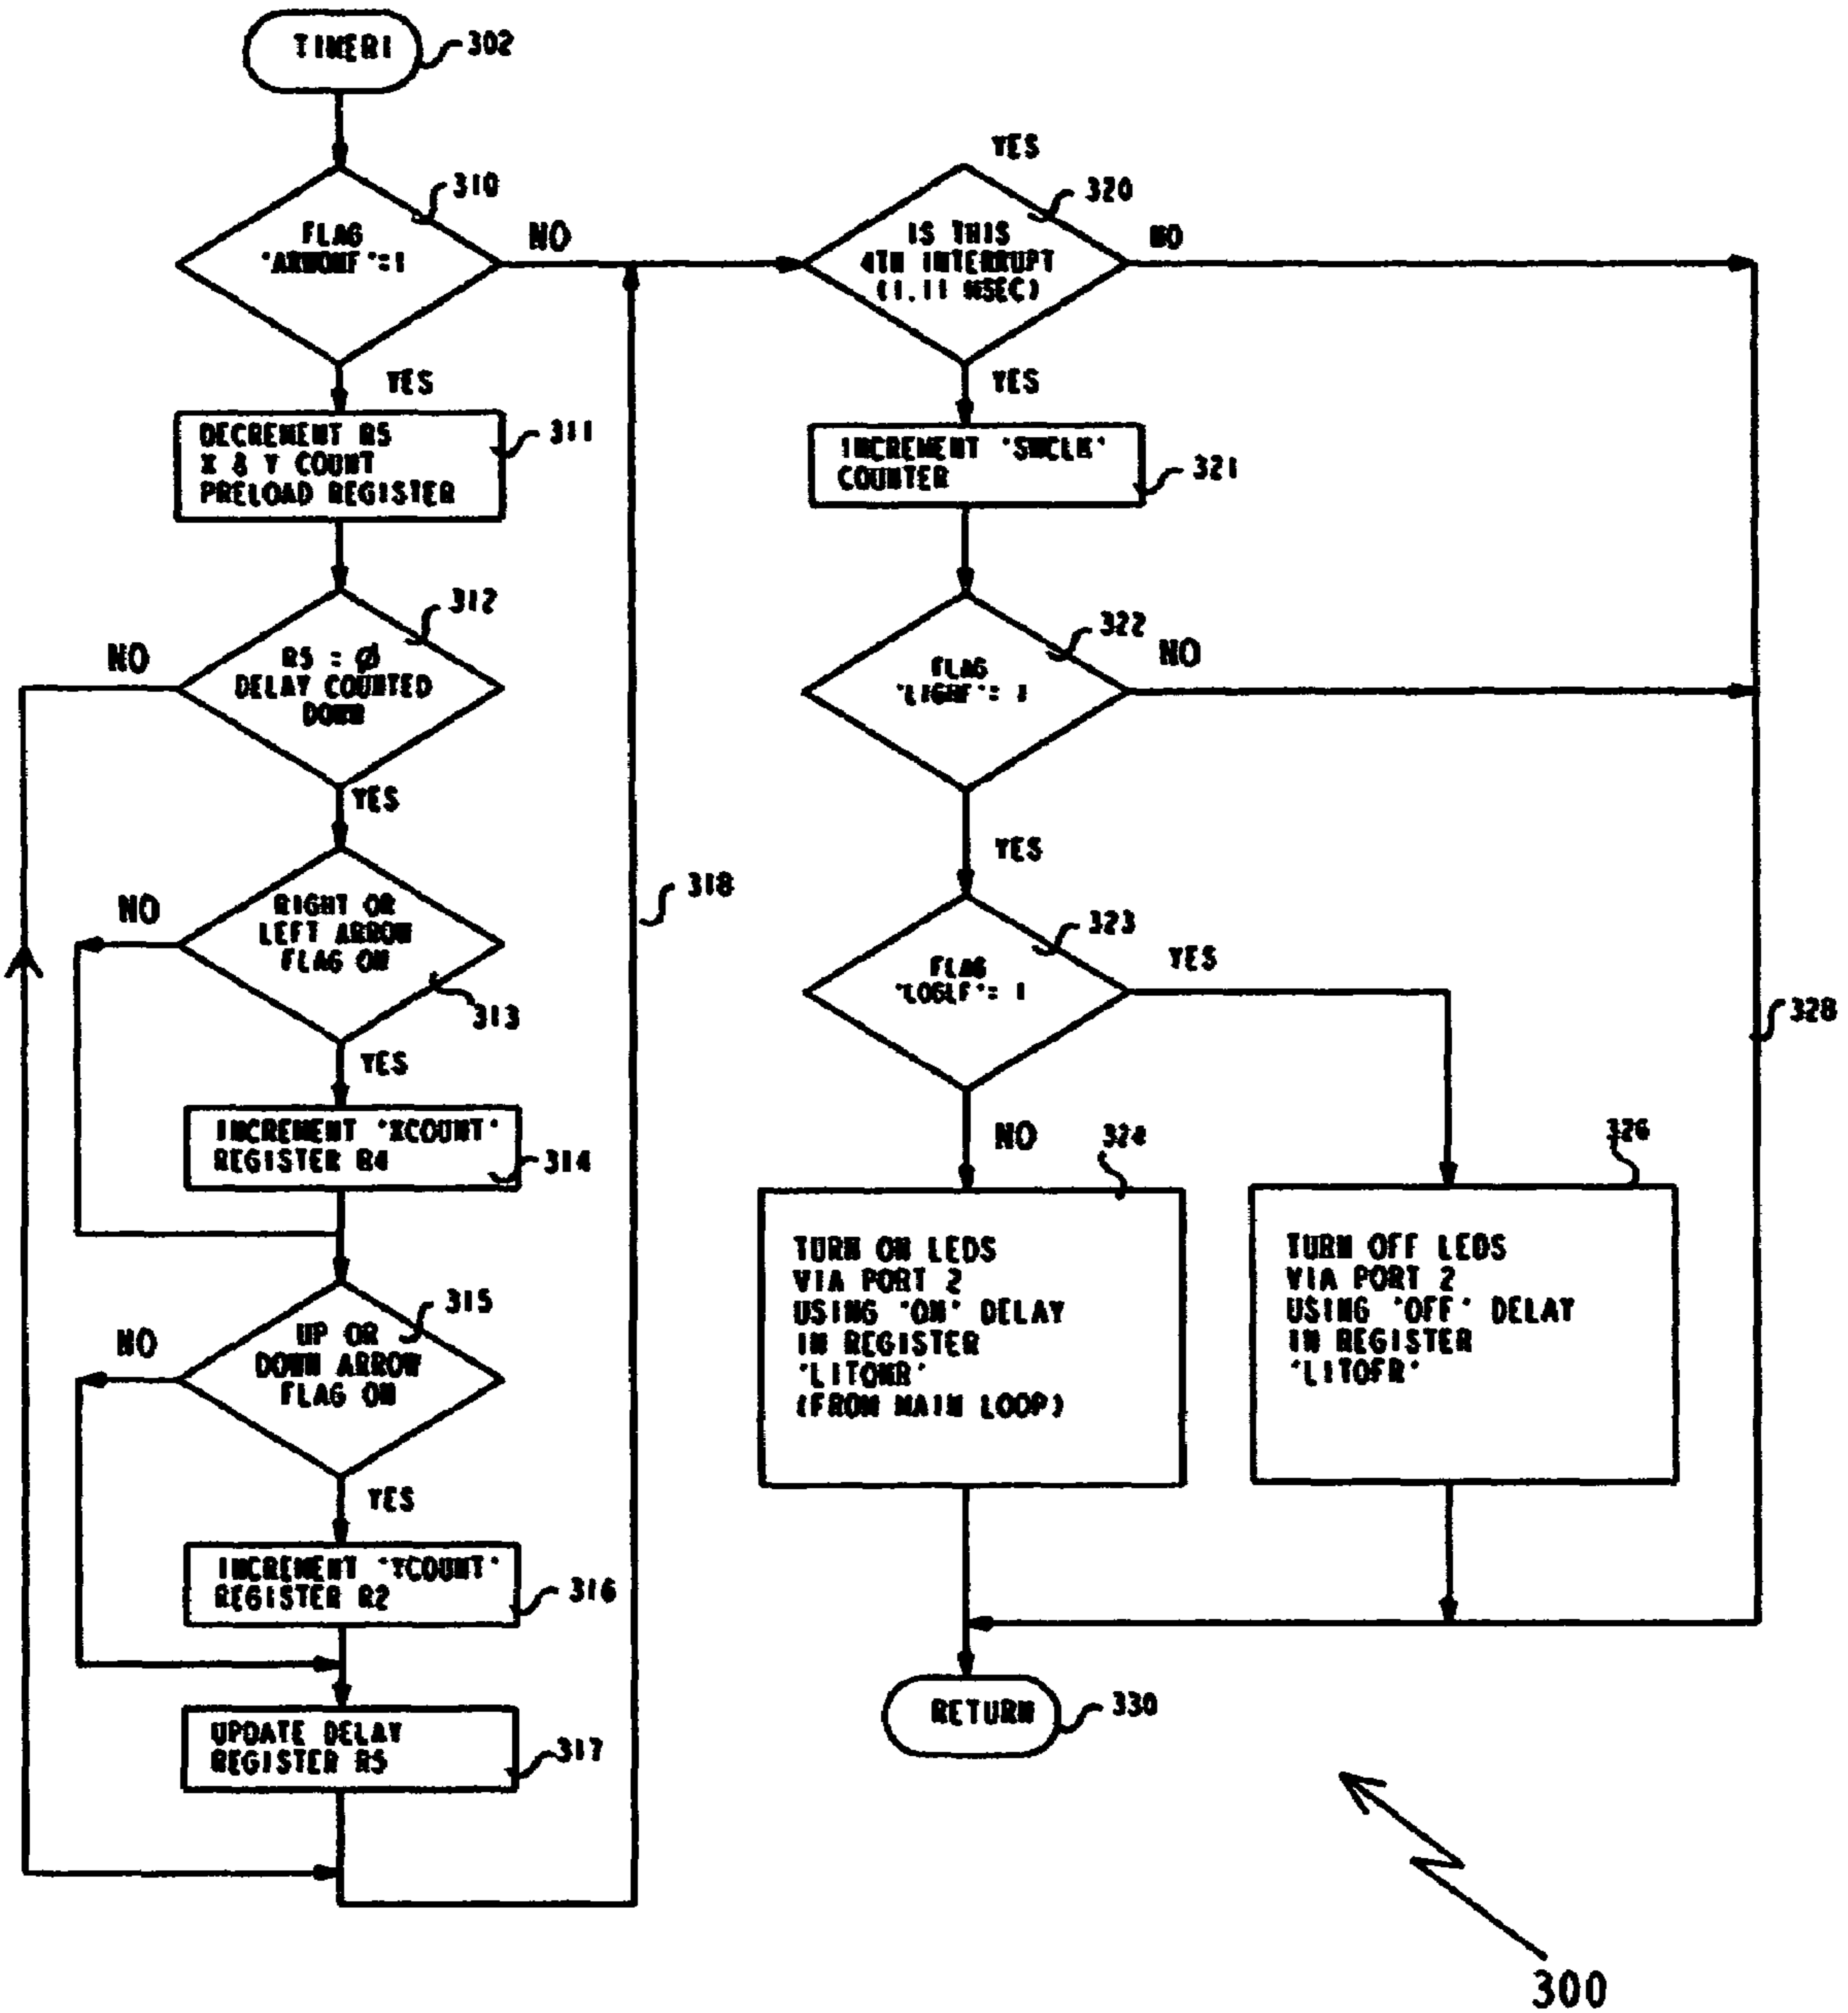 TIMERI
302
310
FLAG
'ARWONF'=1
NO
YES
311
DECREMENT R5
X & Y COUNT
PRELOAD REGISTER
312
NO
R5 = Ø
DELAY COUNTED
DOWN
YES
NO
RIGHT OR
LEFT ARROW
FLAG ON
313
YES
INCREMENT 'XCOUNT'
REGISTER R4
314
315
NO
UP OR
DOWN ARROW
FLAG ON
YES
INCREMENT 'YCOUNT'
REGISTER R2
316
UPDATE DELAY
REGISTER R5
317
318
YES
320
IS THIS
4TH INTERRUPT
(1.11 MSEC)
NO
YES
INCREMENT 'SWCLK'
COUNTER
321
322
FLAG
'LIGHF'= 1
NO
YES
323
FLAG
'LOGLF'= 1
YES
328
NO
324
TURN ON LEDS
VIA PORT 2
USING 'ON' DELAY
IN REGISTER
'LITONR'
(FROM MAIN LOOP)
326
TURN OFF LEDS
VIA PORT 2
USING 'OFF' DELAY
IN REGISTER
'LITOFR'
RETURN
330
300